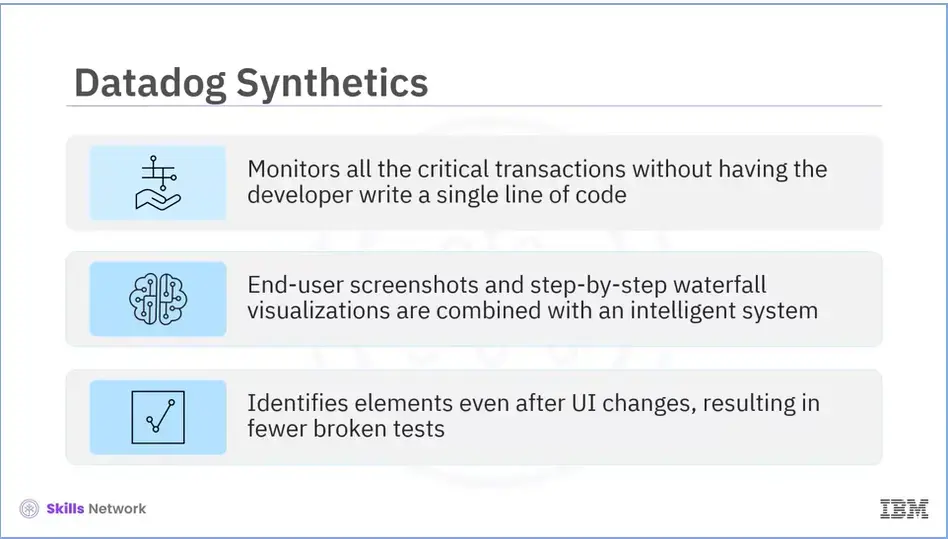 Datadog Synthetics
Monitors all the critical transactions without having the
developer write a single line of code
End-user screenshots and step-by-step waterfall
visualizations are combined with an intelligent system
Identifies elements even after UI changes, resulting in
fewer broken tests
Skills Network
IBM